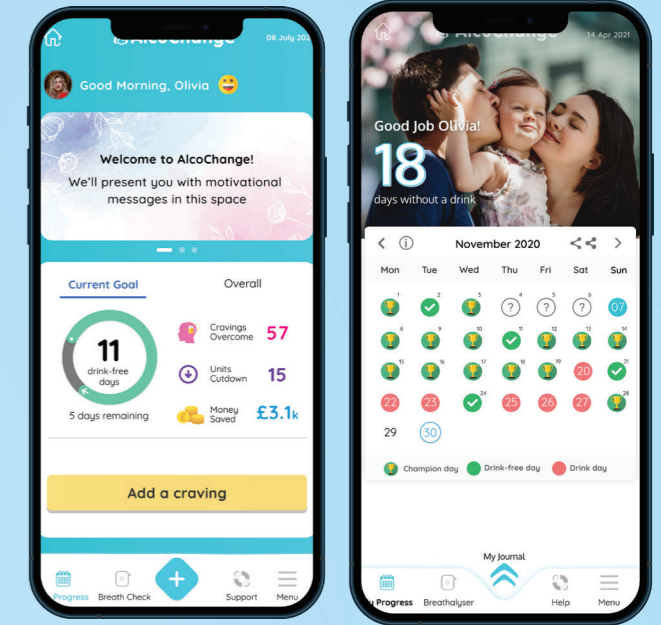 AlcoChange
08 July 202
Good Morning, Olivia
Welcome to AlcoChange!
We'll present you with motivational
messages in this space
Current Goal
Overall
11
drink-free
days
5 days remaining
Cravings
Overcome
57
Units
Cutdown
15
Money
Saved
£3.1k
Add a craving
Progress
Breath Check
Support
Menu
AlcoChange
14 Apr 2021
Good Job Olivia!
18
days without a drink
November 2020
Mon Tue Wed Thu Fri Sat Sun
1 2 3 ? 4 ? 5 ? 6 07
8 9 10 11 12 13 14
15 16 17 18 19 20 21
22 23 24 25 26 27 28
29 30
Champion day Drink-free day Drink day
My Journal
y Progress
Breathalyser
Help
Menu